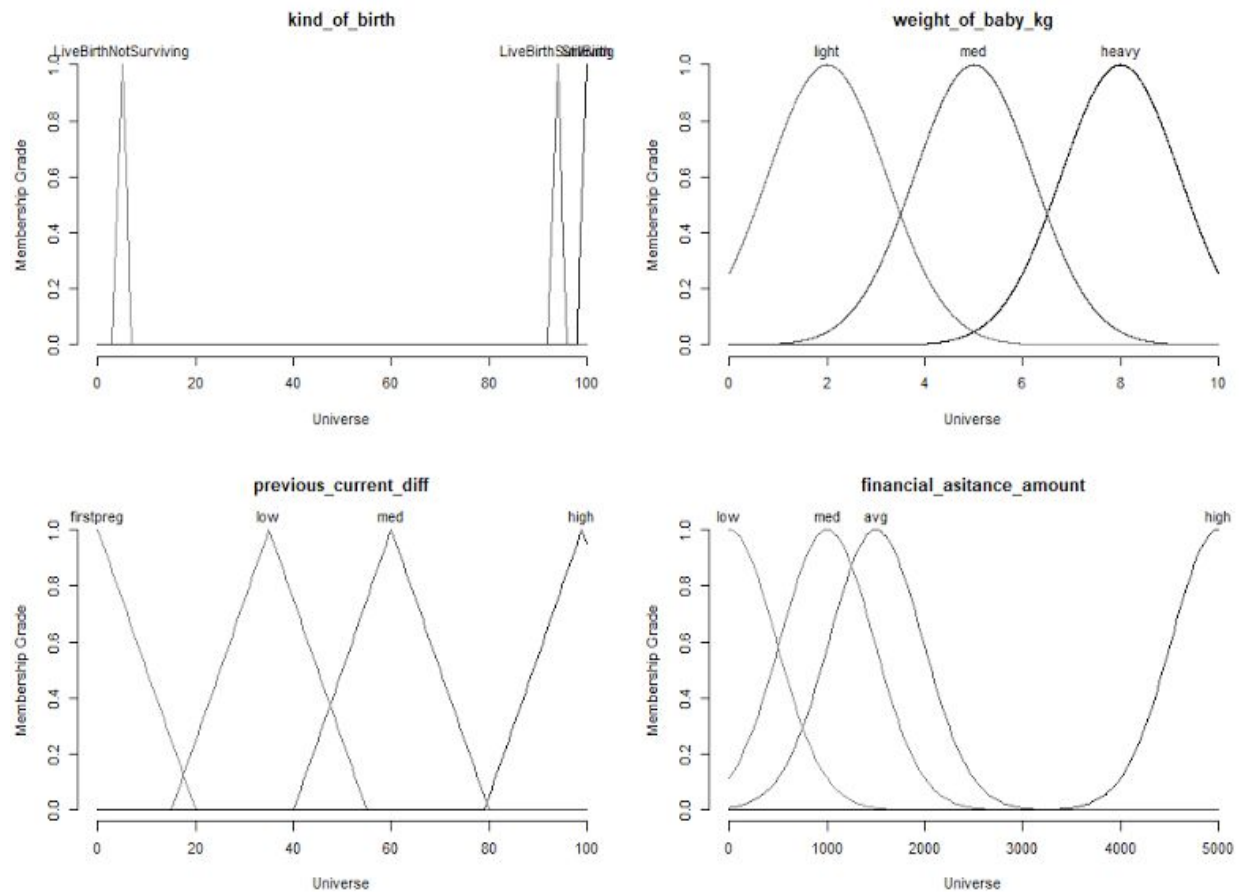 kind_of_birth
LiveBirthNotSurviving
Membership Grade
0.0 0.2 0.4 0.6 0.8 1.0
0 20 40 60 80 100
Universe
weight_of_baby_kg
light med heavy
Membership Grade
0.0 0.2 0.4 0.6 0.8 1.0
0 2 4 6 8 10
Universe
previous_current_diff
firstpreg low med high
Membership Grade
0.0 0.2 0.4 0.6 0.8 1.0
0 20 40 60 80 100
Universe
financial_asitance_amount
low med avg high
Membership Grade
0.0 0.2 0.4 0.6 0.8 1.0
0 1000 2000 3000 4000 5000
Universe